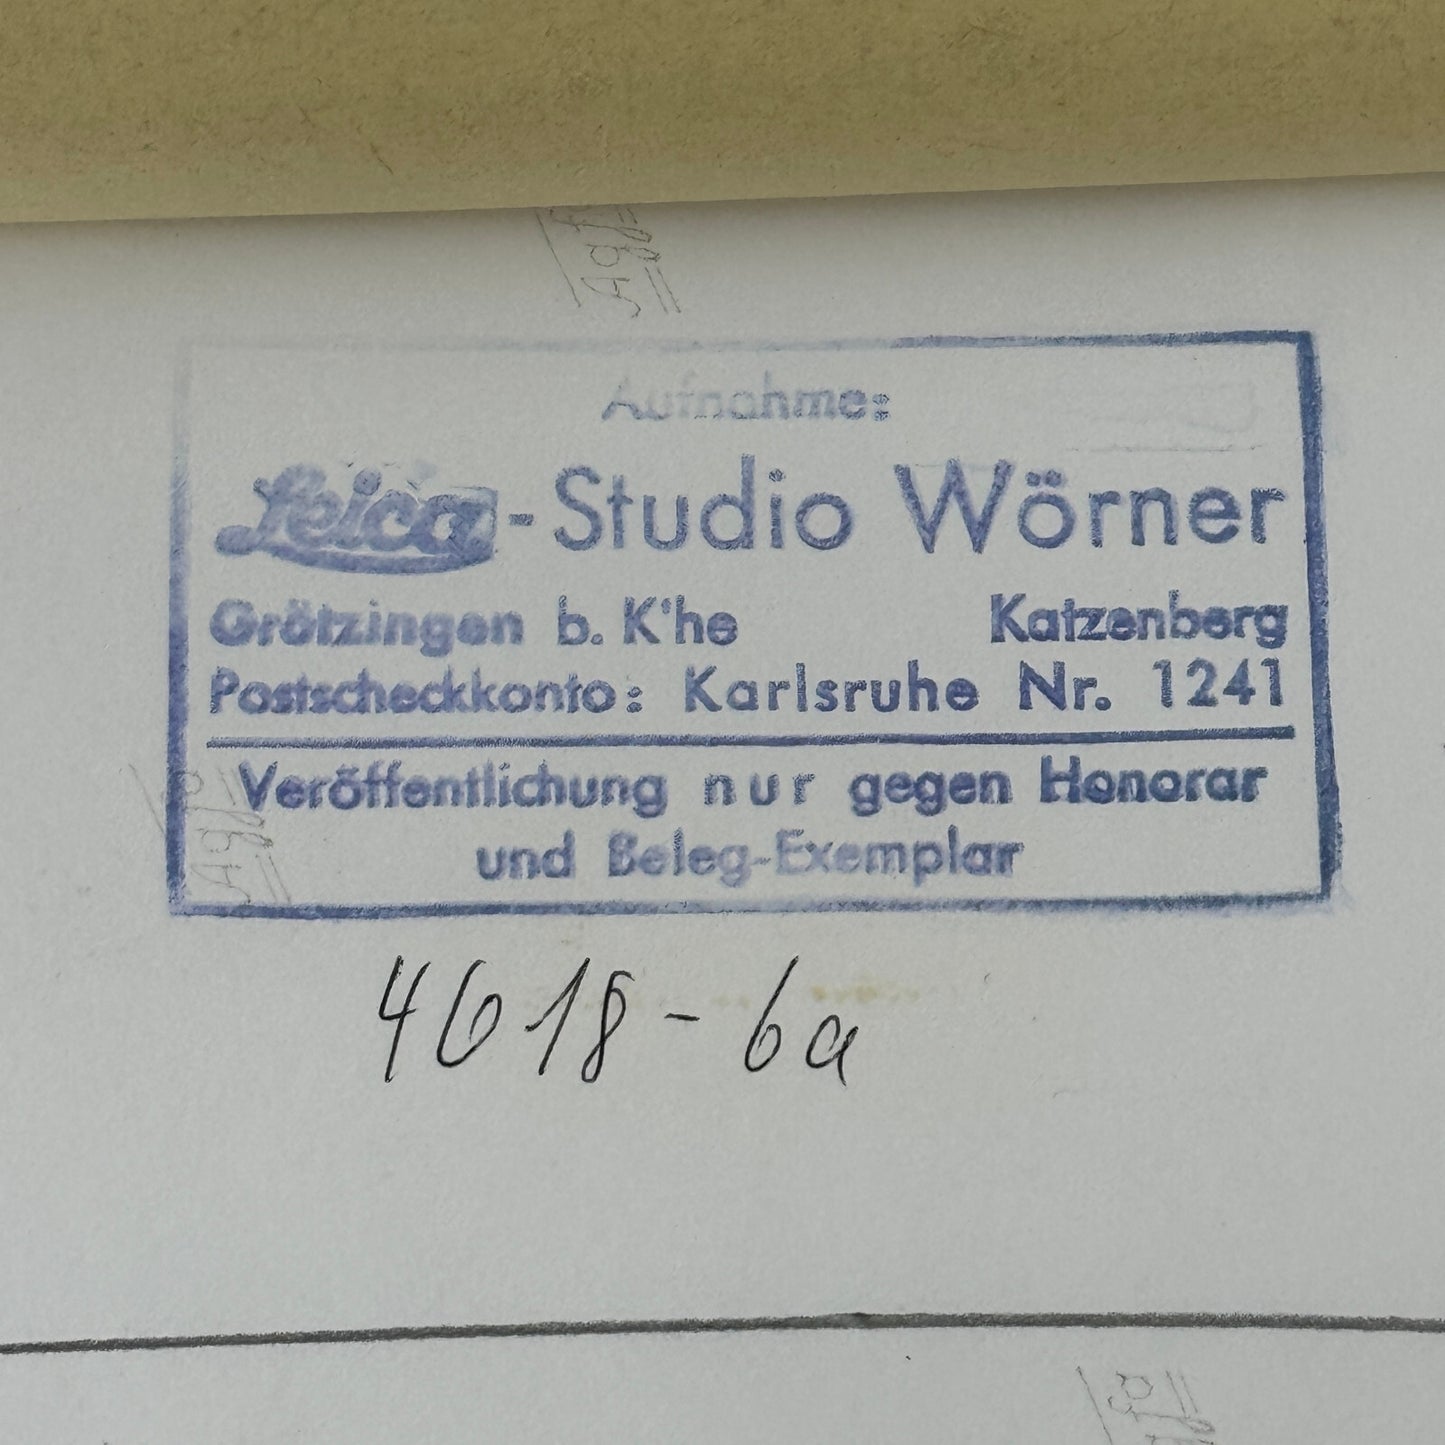 Aufnahme:
Leica-Studio Wörner
Grötzingen b. K'he Katzenberg
Postscheckkonto: Karlsruhe Nr. 1241
Veröffentlichung nur gegen Honorar
und Beleg-Exemplar
4618-6a